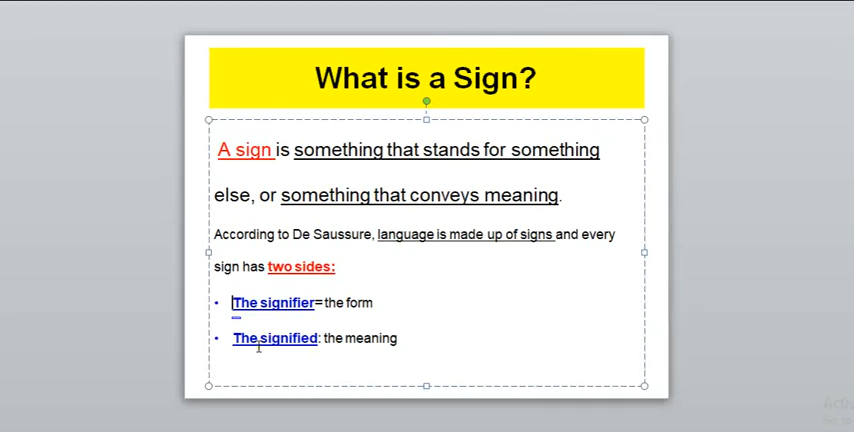 What is a Sign?
A sign is something that stands for something
else, or something that conveys meaning.
According to De Saussure, language is made up of signs and every
sign has two sides:
• The signifier= the form
• The signified: the meaning